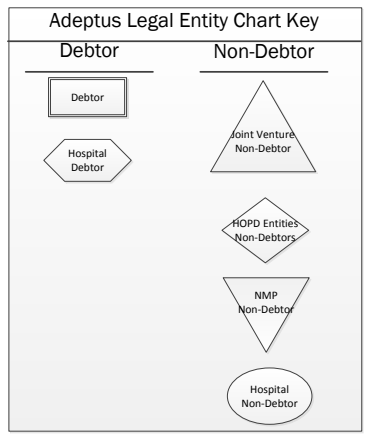 Adeptus Legal Entity Chart Key
Debtor
Non-Debtor
Debtor
Hospital
Debtor
Joint Venture
Non-Debtor
HOPD Entities
Non-Debtors
NMP
Non-Debtor
Hospital
Non-Debtor